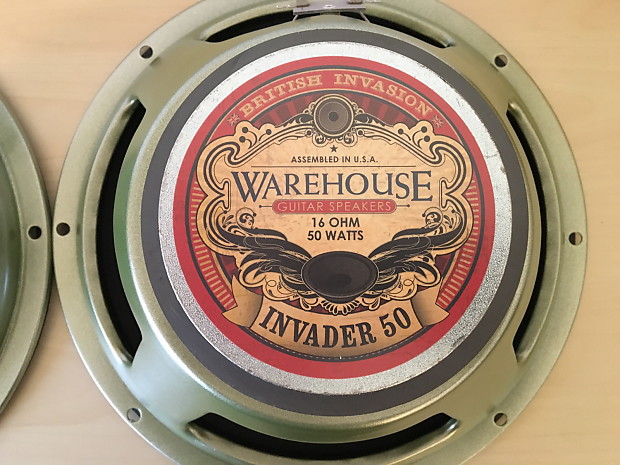 BRITISH INVASION
ASSEMBLED IN U.S.A.
WAREHOUSE
GUITAR SPEAKERS
16 OHM
50 WATTS
INVADER 50